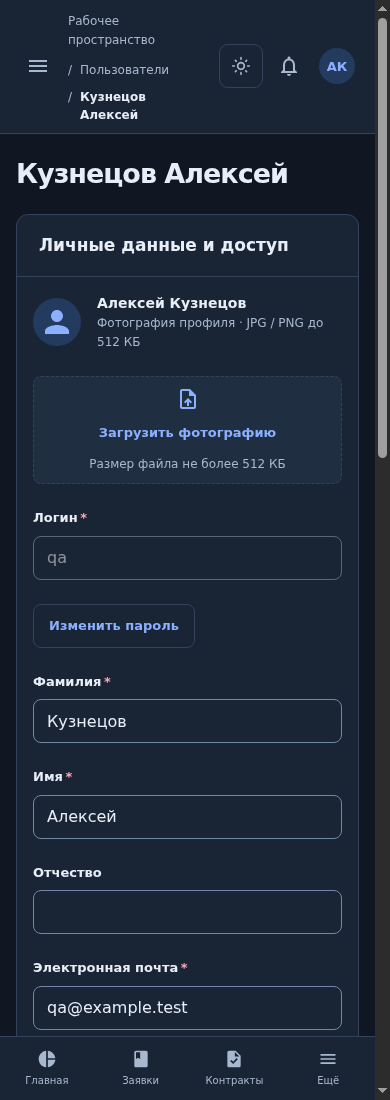 Рабочее
пространство
/ Пользователи
/ Кузнецов
Алексей
АК
Кузнецов Алексей
Личные данные и доступ
Алексей Кузнецов
Фотография профиля · JPG / PNG до
512 КБ
Загрузить фотографию
Размер файла не более 512 КБ
Логин *
qa
Изменить пароль
Фамилия *
Кузнецов
Имя *
Алексей
Отчество
Электронная почта *
qa@example.test
Главная
Заявки
Контракты
Ещё